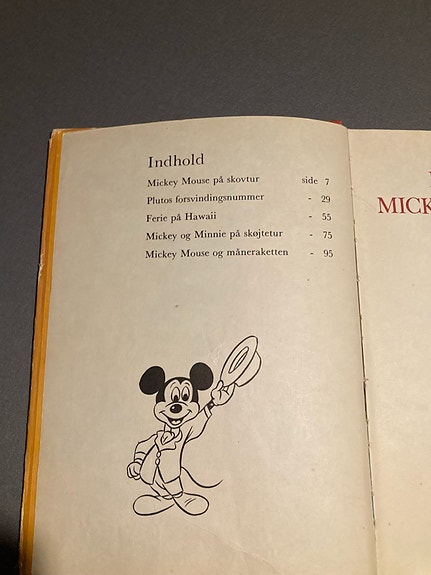 Indhold
Mickey Mouse på skovtur side 7
Plutos forsvindingsnummer - 29
Ferie på Hawaii - 55
Mickey og Minnie på skøjtetur - 75
Mickey Mouse og måneraketten - 95